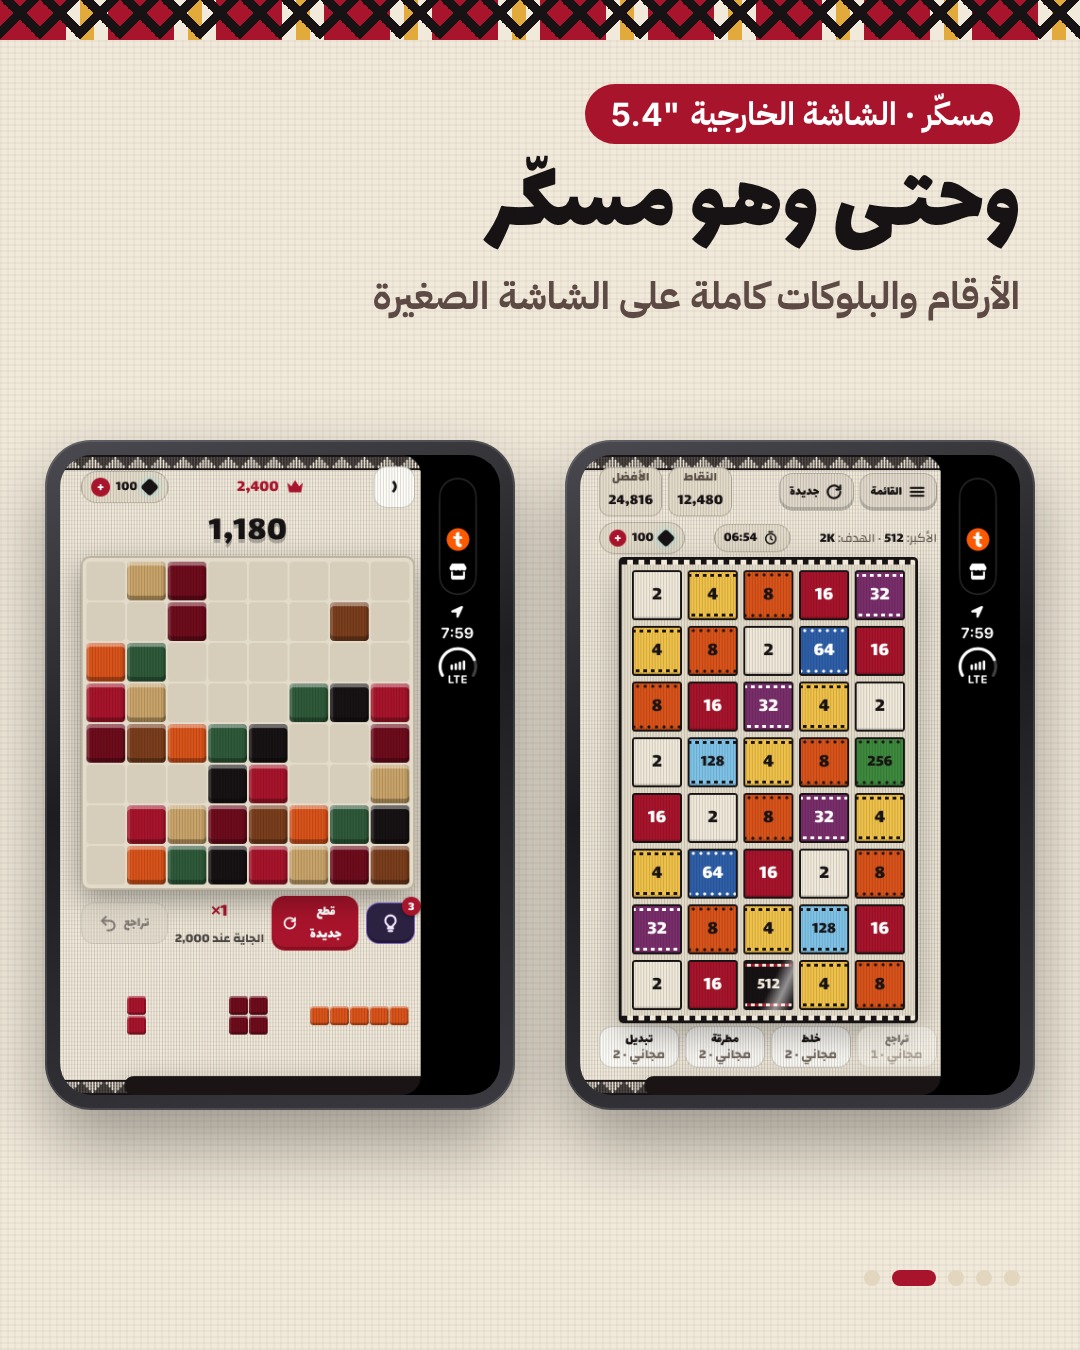 مسكّر · الشاشة الخارجية "5.4
وحتى وهو مسكّر
الأرقام والبلوكات كاملة على الشاشة الصغيرة
القائمة
جديدة
النقاط
12,480
الأفضل
24,816
الأكبر: 512 · الهدف: 2K
06:54
100
2 4 8 16 32
4 8 2 64 16
8 16 32 4 2
2 128 4 8 256
16 2 8 32 4
4 64 16 2 8
32 8 4 128 16
2 16 512 4 8
تراجع
مجاني · 1
خلط
مجاني · 2
مطرقة
مجاني · 2
تبديل
مجاني · 2
t
7:59
LTE
100
2,400
1,180
3
قطع
جديدة
×1
الجاية عند 2,000
تراجع
t
7:59
LTE